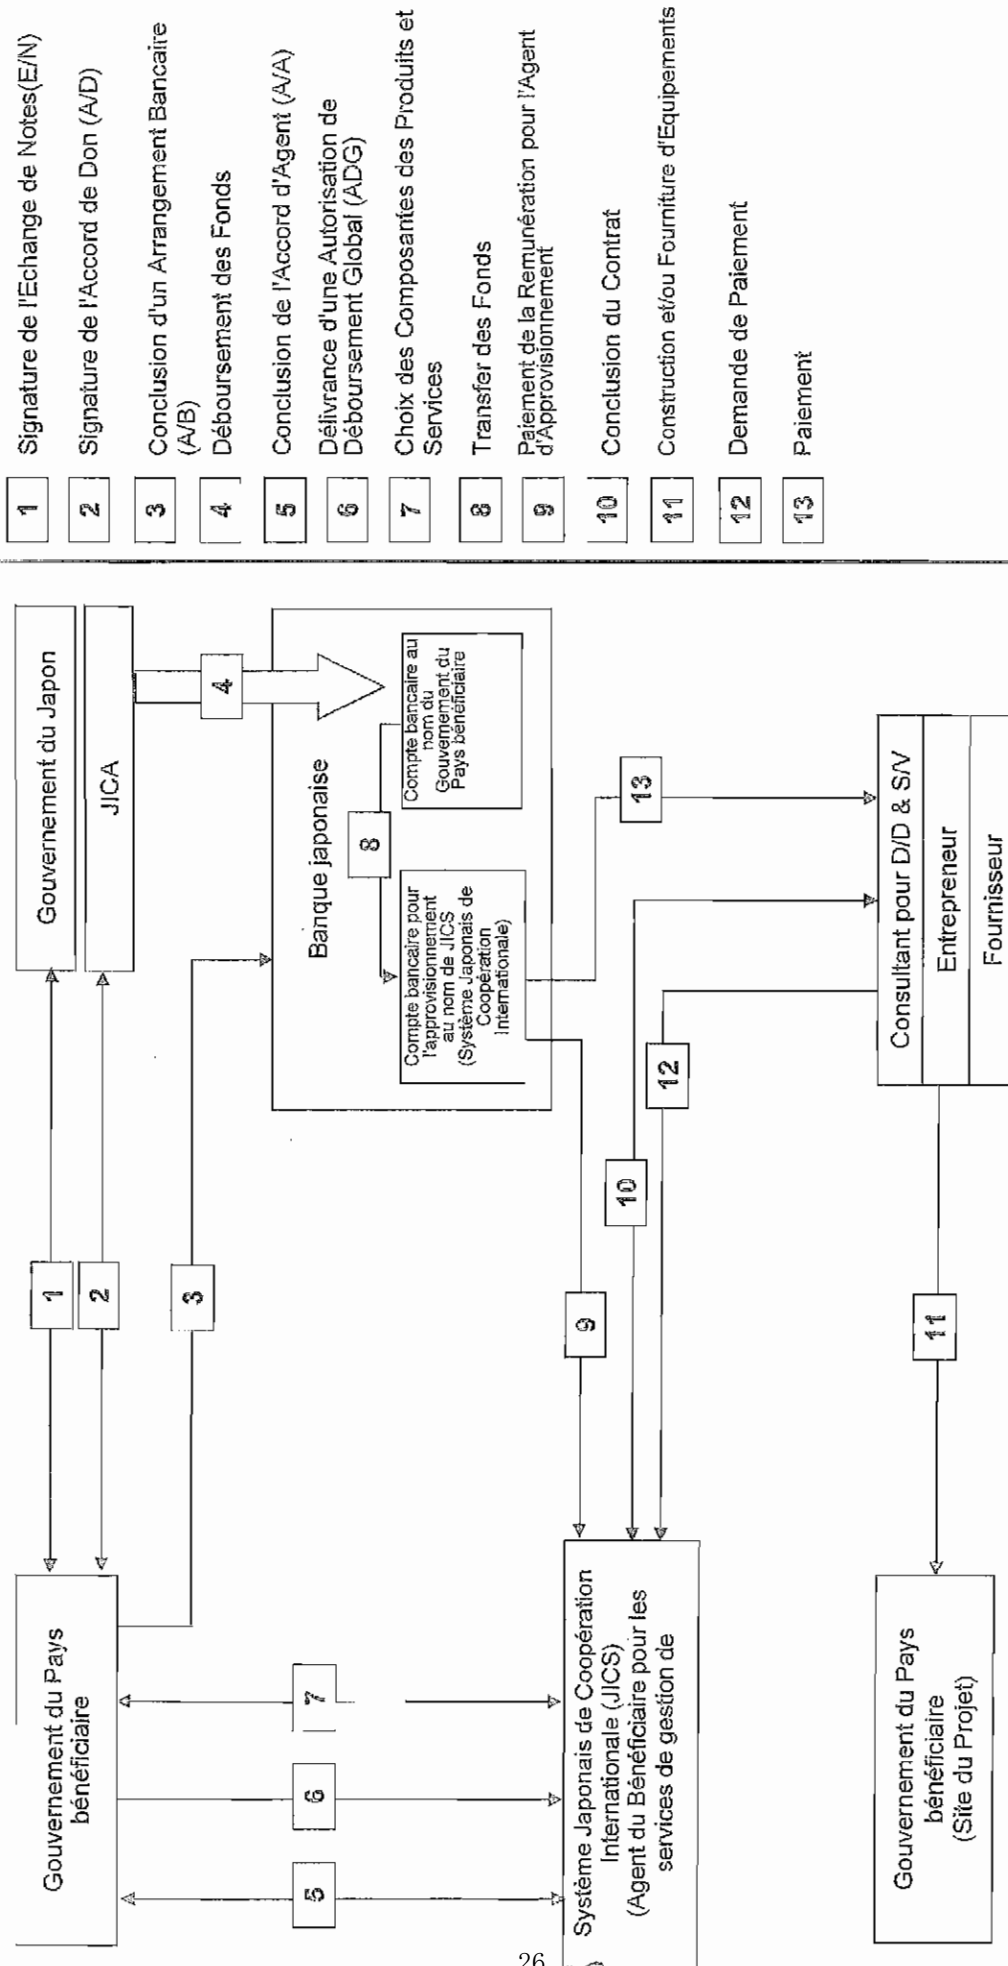 Gouvernement du Japon
JICA
1
2
3
4
Gouvernement du Pays
bénéficiaire
Banque japonaise
8
Compte bancaire pour
l'approvisionnement
au nom de JICS
(Système Japonais de
Coopération
Internationale)
Compte bancaire au
nom du
Gouvernement du
Pays bénéficiaire
5
6
7
9
10
12
13
Système Japonais de Coopération
Internationale (JICS)
(Agent du Bénéficiaire pour les
services de gestion de
Consultant pour D/D & S/V
Entrepreneur
Fournisseur
11
Gouvernement du Pays
bénéficiaire
(Site du Projet)
1 Signature de l'Echange de Notes(E/N)
2 Signature de l'Accord de Don (A/D)
3 Conclusion d'un Arrangement Bancaire
(A/B)
4 Déboursement des Fonds
5 Conclusion de l'Accord d'Agent (A/A)
6 Délivrance d'une Autorisation de
Déboursement Global (ADG)
7 Choix des Composantes des Produits et
Services
8 Transfer des Fonds
9 Paiement de la Remunération pour l'Agent
d'Approvisionnement
10 Conclusion du Contrat
11 Construction et/ou Fourniture d'Equipements
12 Demande de Paiement
13 Paiement
26